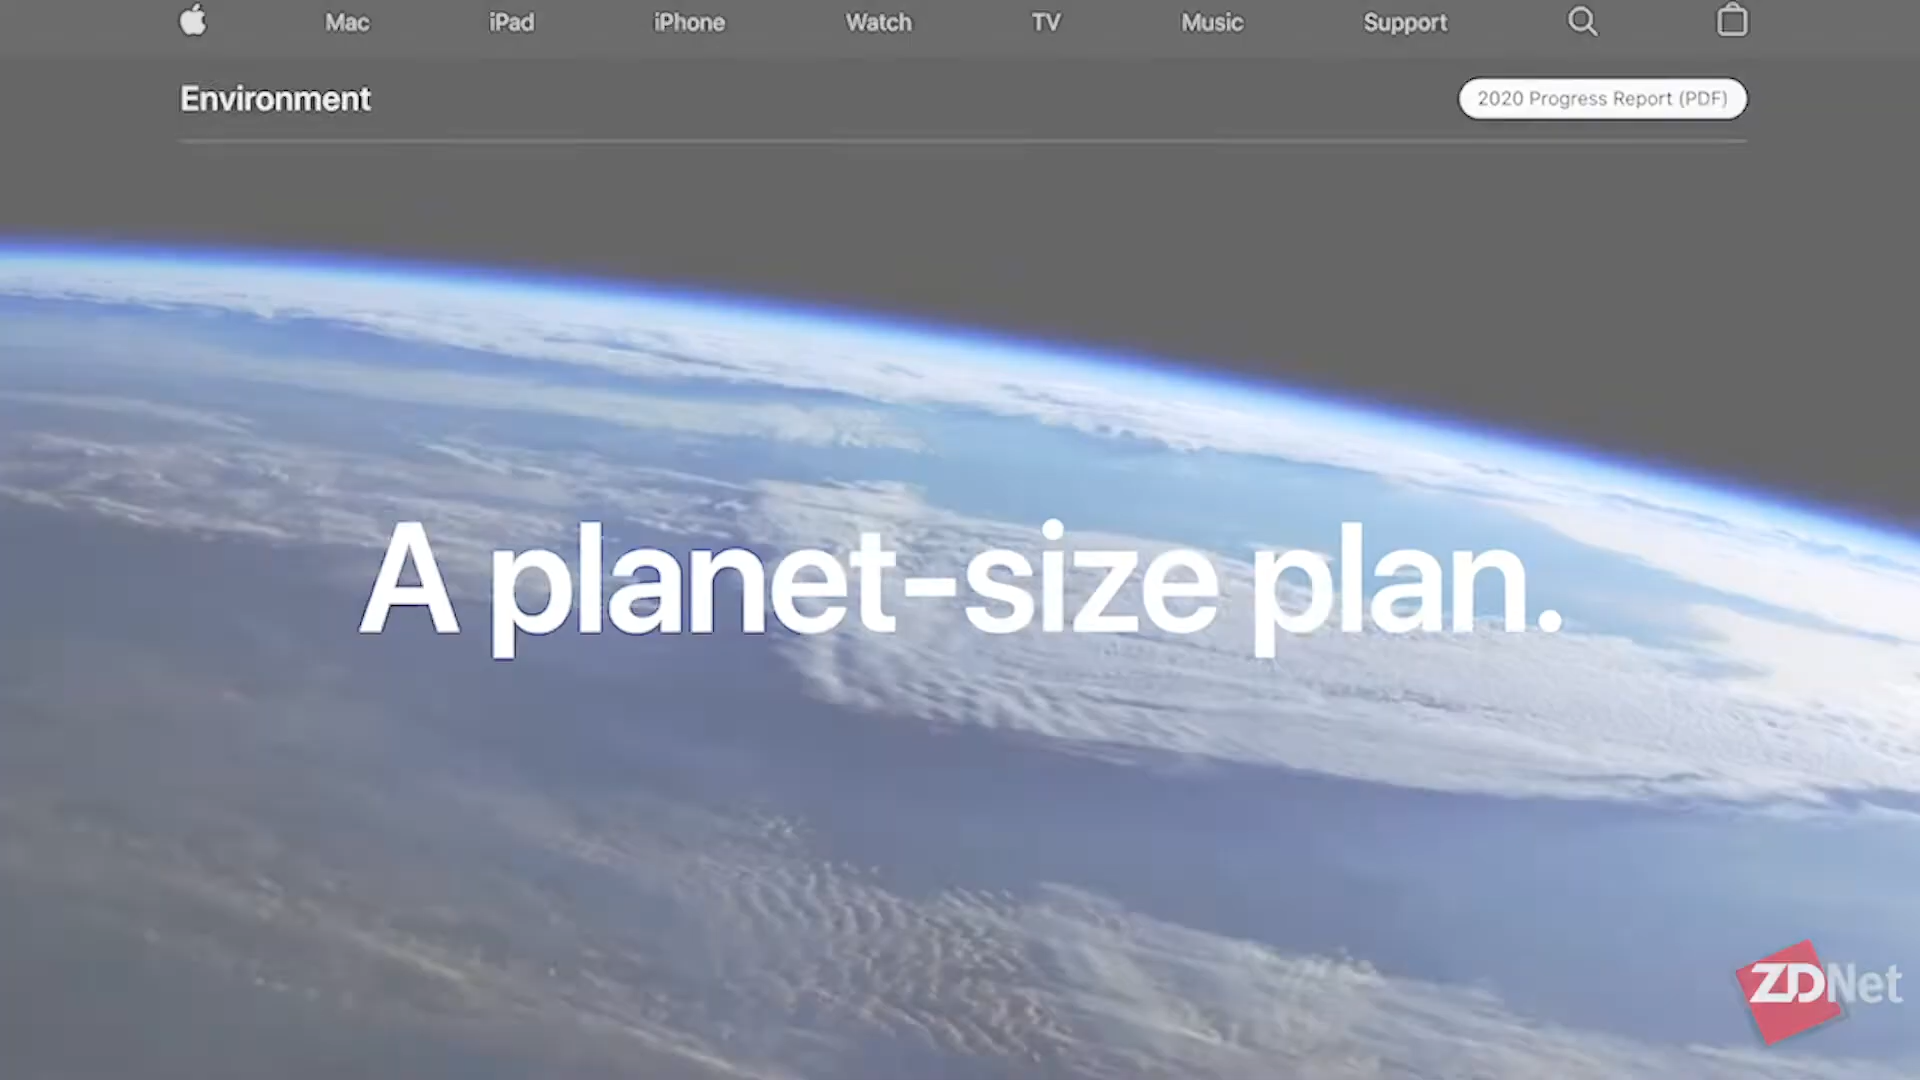 Mac iPad iPhone Watch TV Music Support
Environment
2020 Progress Report (PDF)
A planet-size plan.
ZDNet